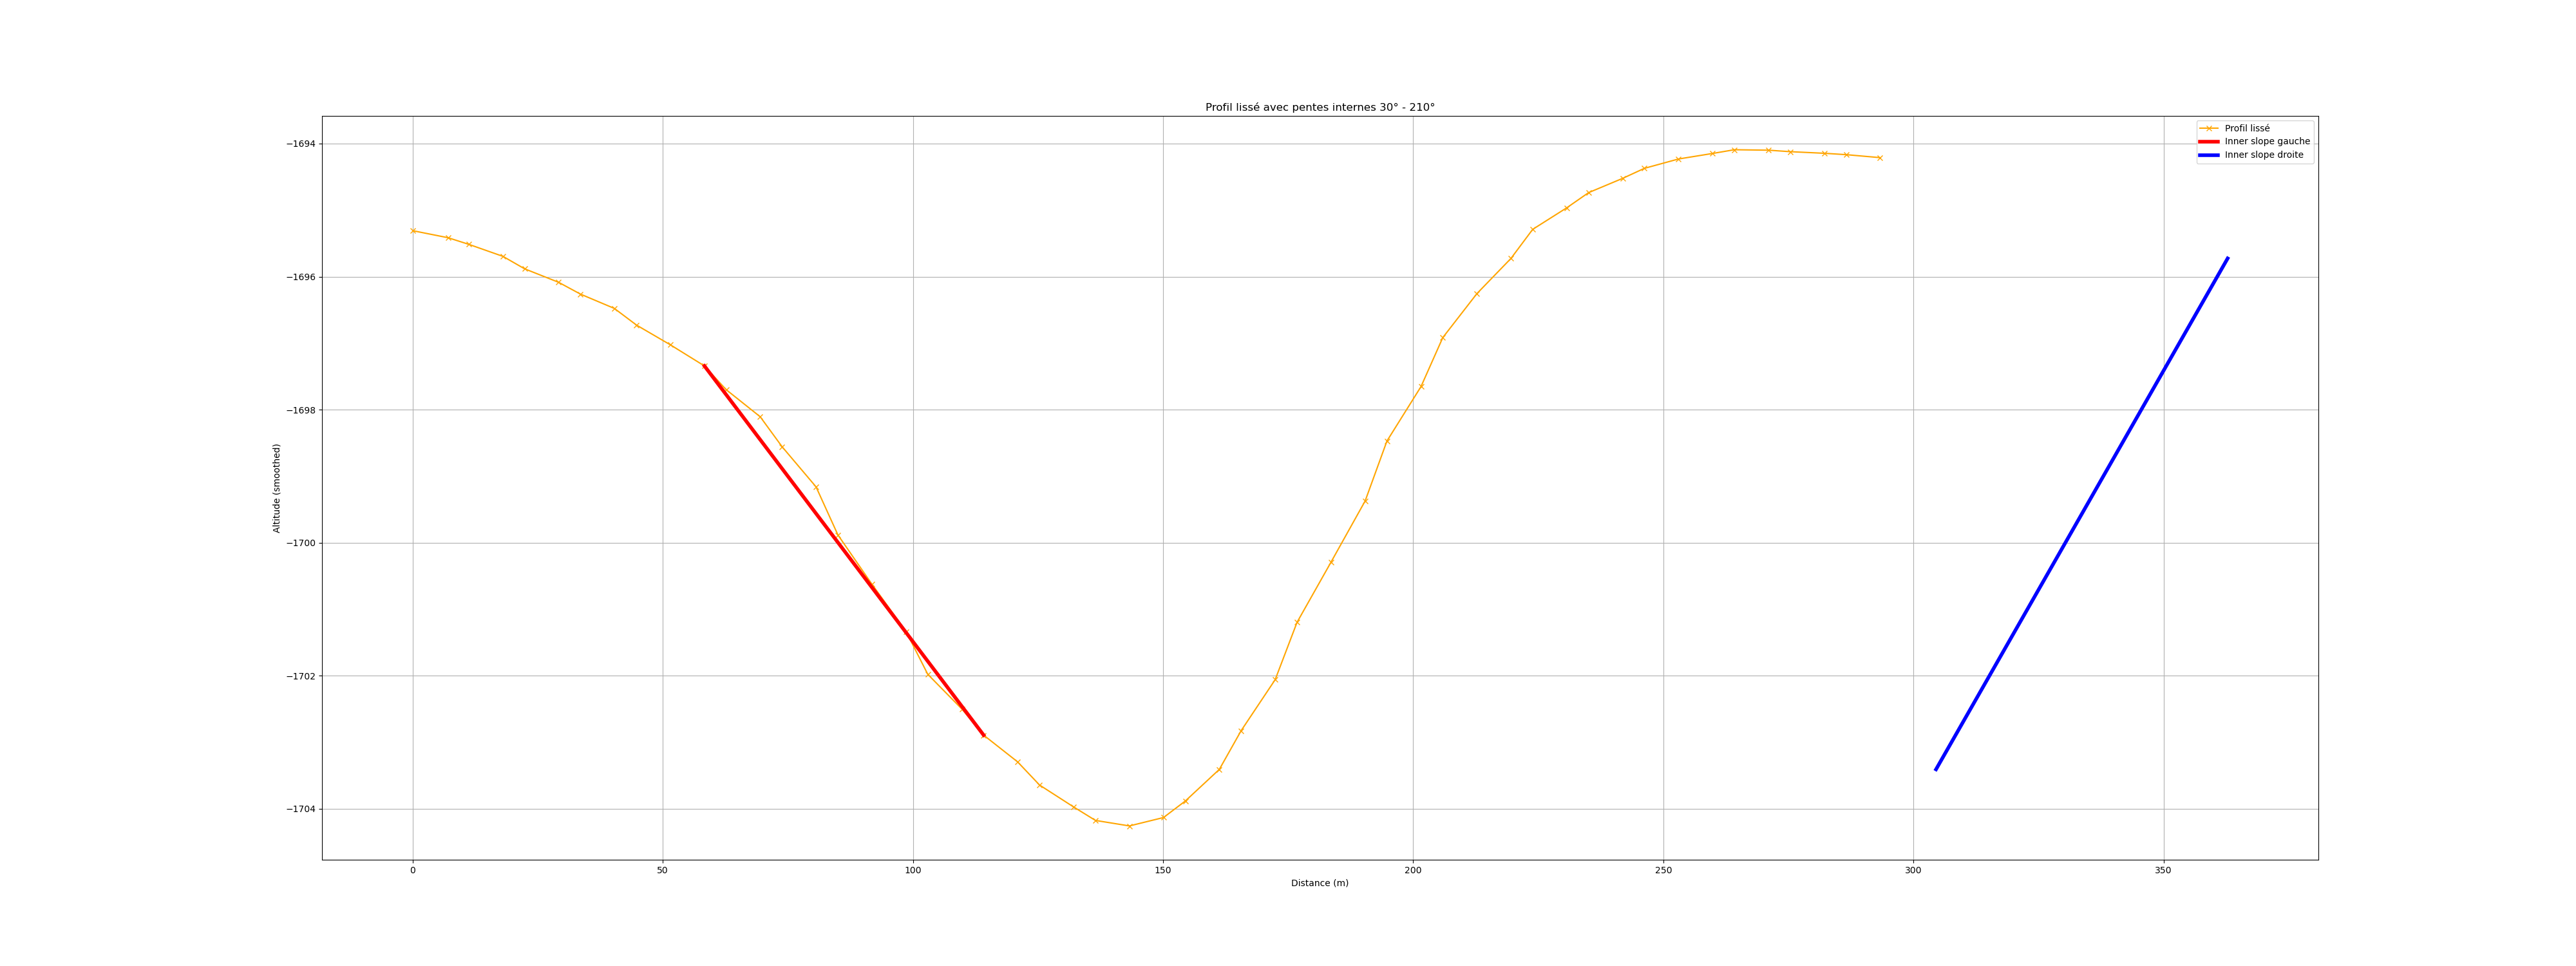 Profil lissé avec pentes internes 30° - 210°
Profil lissé
Inner slope gauche
Inner slope droite
−1694
−1696
−1698
−1700
−1702
−1704
Altitude (smoothed)
0 50 100 150 200 250 300 350
Distance (m)